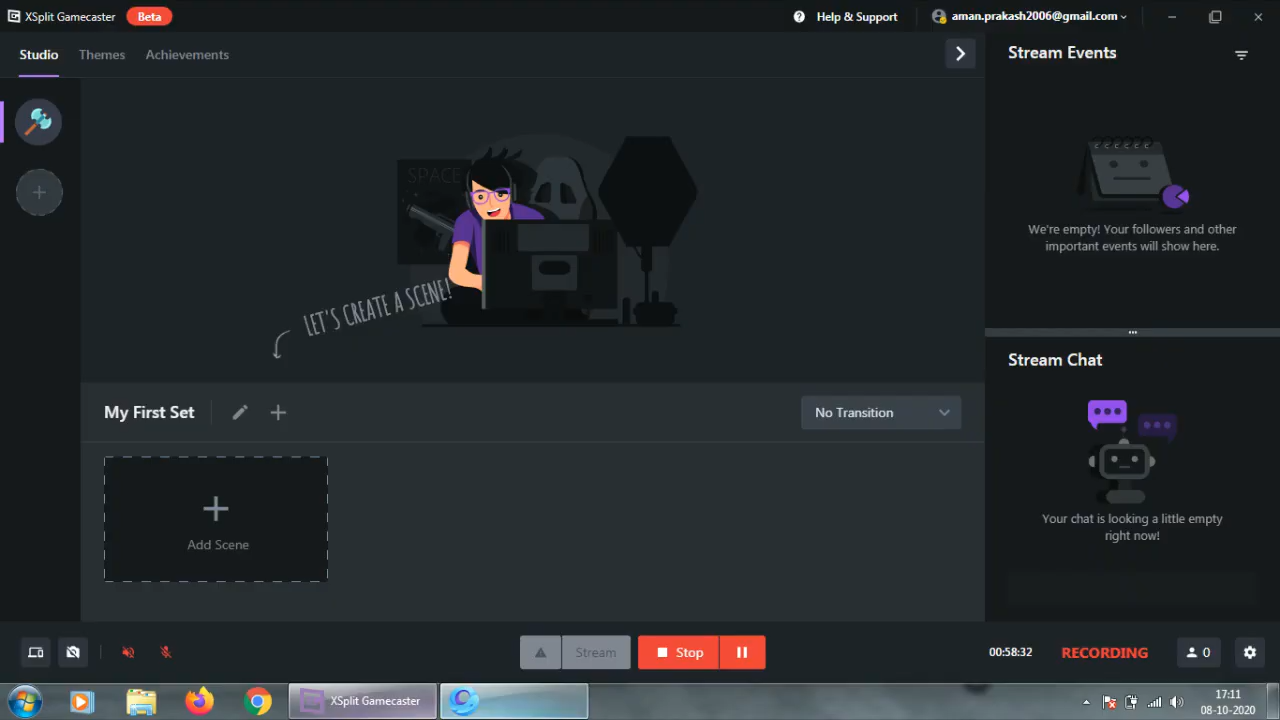 XSplit Gamecaster Beta Help & Support aman.prakash2006@gmail.com
Studio Themes Achievements
Stream Events
SPACE
We're empty! Your followers and other
important events will show here.
LET'S CREATE A SCENE!
Stream Chat
My First Set
No Transition
Add Scene
Your chat is looking a little empty
right now!
Stream Stop 00:58:32 RECORDING 0
XSplit Gamecaster
17:11
08-10-2020